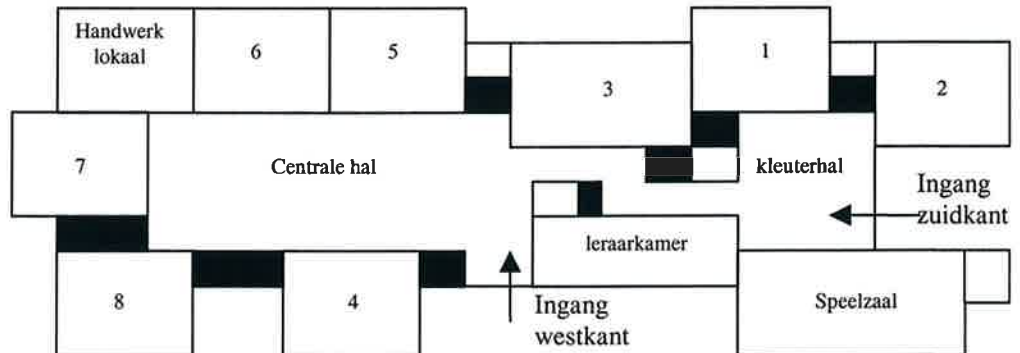 Handwerk
lokaal
6
5
1
3
2
7
Centrale hal
kleuterhal
Ingang
zuidkant
leraarkamer
8
4
Ingang
westkant
Speelzaal